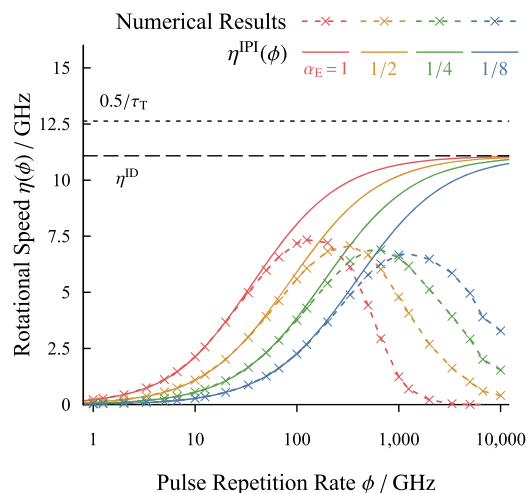 Numerical Results
η^IPI(ϕ)
α_E = 1 1/2 1/4 1/8
Rotational Speed η(ϕ) / GHz
15
12.5
10
7.5
5
2.5
0
0.5/τ_T
η^ID
1 10 100 1,000 10,000
Pulse Repetition Rate ϕ / GHz